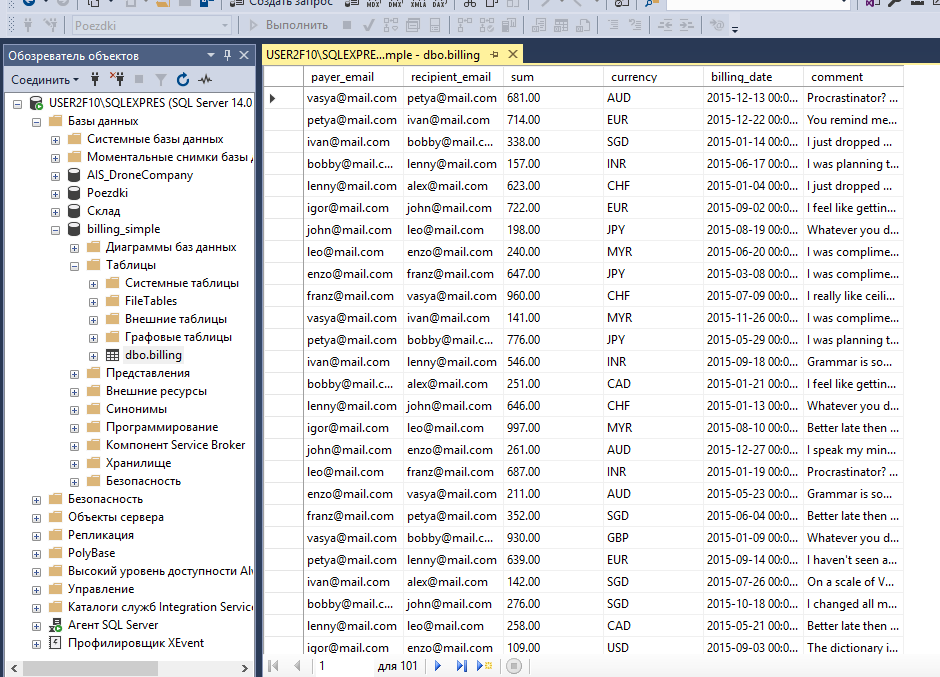 Создать запрос
MDX DMX XMLA DAX
Poezdki Выполнить
Обозреватель объектов
Соединить
USER2F10\SQLEXPRES (SQL Server 14.0
Базы данных
Системные базы данных
Моментальные снимки базы
AIS_DroneCompany
Poezdki
Склад
billing_simple
Диаграммы баз данных
Таблицы
Системные таблицы
FileTables
Внешние таблицы
Графовые таблицы
dbo.billing
Представления
Внешние ресурсы
Синонимы
Программирование
Компонент Service Broker
Хранилище
Безопасность
Безопасность
Объекты сервера
Репликация
PolyBase
Высокий уровень доступности
Управление
Каталоги служб Integration Service
Агент SQL Server
Профилировщик XEvent
USER2F10\SQLEXPRE...mple - dbo.billing
payer_email recipient_email sum currency billing_date comment
vasya@mail.com petya@mail.com 681.00 AUD 2015-12-13 00:0... Procrastinator? ...
petya@mail.com ivan@mail.com 714.00 EUR 2015-12-22 00:0... You remind me...
ivan@mail.com bobby@mail.c... 338.00 SGD 2015-01-14 00:0... I just dropped ...
bobby@mail.c... lenny@mail.com 157.00 INR 2015-06-17 00:0... I was planning t...
lenny@mail.com alex@mail.com 623.00 CHF 2015-01-04 00:0... I just dropped ...
igor@mail.com john@mail.com 722.00 EUR 2015-09-02 00:0... I feel like gettin...
john@mail.com leo@mail.com 198.00 JPY 2015-08-19 00:0... Whatever you d...
leo@mail.com enzo@mail.com 240.00 MYR 2015-06-20 00:0... I was complime...
enzo@mail.com franz@mail.com 647.00 JPY 2015-03-08 00:0... I was complime...
franz@mail.com vasya@mail.com 960.00 CHF 2015-07-09 00:0... I really like ceili...
vasya@mail.com ivan@mail.com 141.00 MYR 2015-11-26 00:0... I was complime...
petya@mail.com bobby@mail.c... 776.00 JPY 2015-05-29 00:0... I was planning t...
ivan@mail.com lenny@mail.com 546.00 INR 2015-09-18 00:0... Grammar is so...
bobby@mail.c... alex@mail.com 251.00 CAD 2015-01-21 00:0... I feel like gettin...
lenny@mail.com john@mail.com 646.00 CHF 2015-01-13 00:0... Whatever you d...
igor@mail.com leo@mail.com 997.00 MYR 2015-08-10 00:0... Better late then ...
john@mail.com enzo@mail.com 261.00 AUD 2015-12-27 00:0... I speak my min...
leo@mail.com franz@mail.com 687.00 INR 2015-01-19 00:0... Procrastinator? ...
enzo@mail.com vasya@mail.com 211.00 AUD 2015-05-23 00:0... Grammar is so...
franz@mail.com petya@mail.com 352.00 SGD 2015-06-04 00:0... Better late then ...
vasya@mail.com bobby@mail.c... 930.00 GBP 2015-01-09 00:0... Whatever you d...
petya@mail.com lenny@mail.com 639.00 EUR 2015-09-14 00:0... I haven't seen a...
ivan@mail.com alex@mail.com 142.00 SGD 2015-07-26 00:0... On a scale of V...
bobby@mail.c... john@mail.com 276.00 SGD 2015-10-18 00:0... I changed all m...
lenny@mail.com leo@mail.com 258.00 CAD 2015-05-21 00:0... Better late then ...
igor@mail.com enzo@mail.com 109.00 USD 2015-09-03 00:0... The dictionary i...
1 для 101